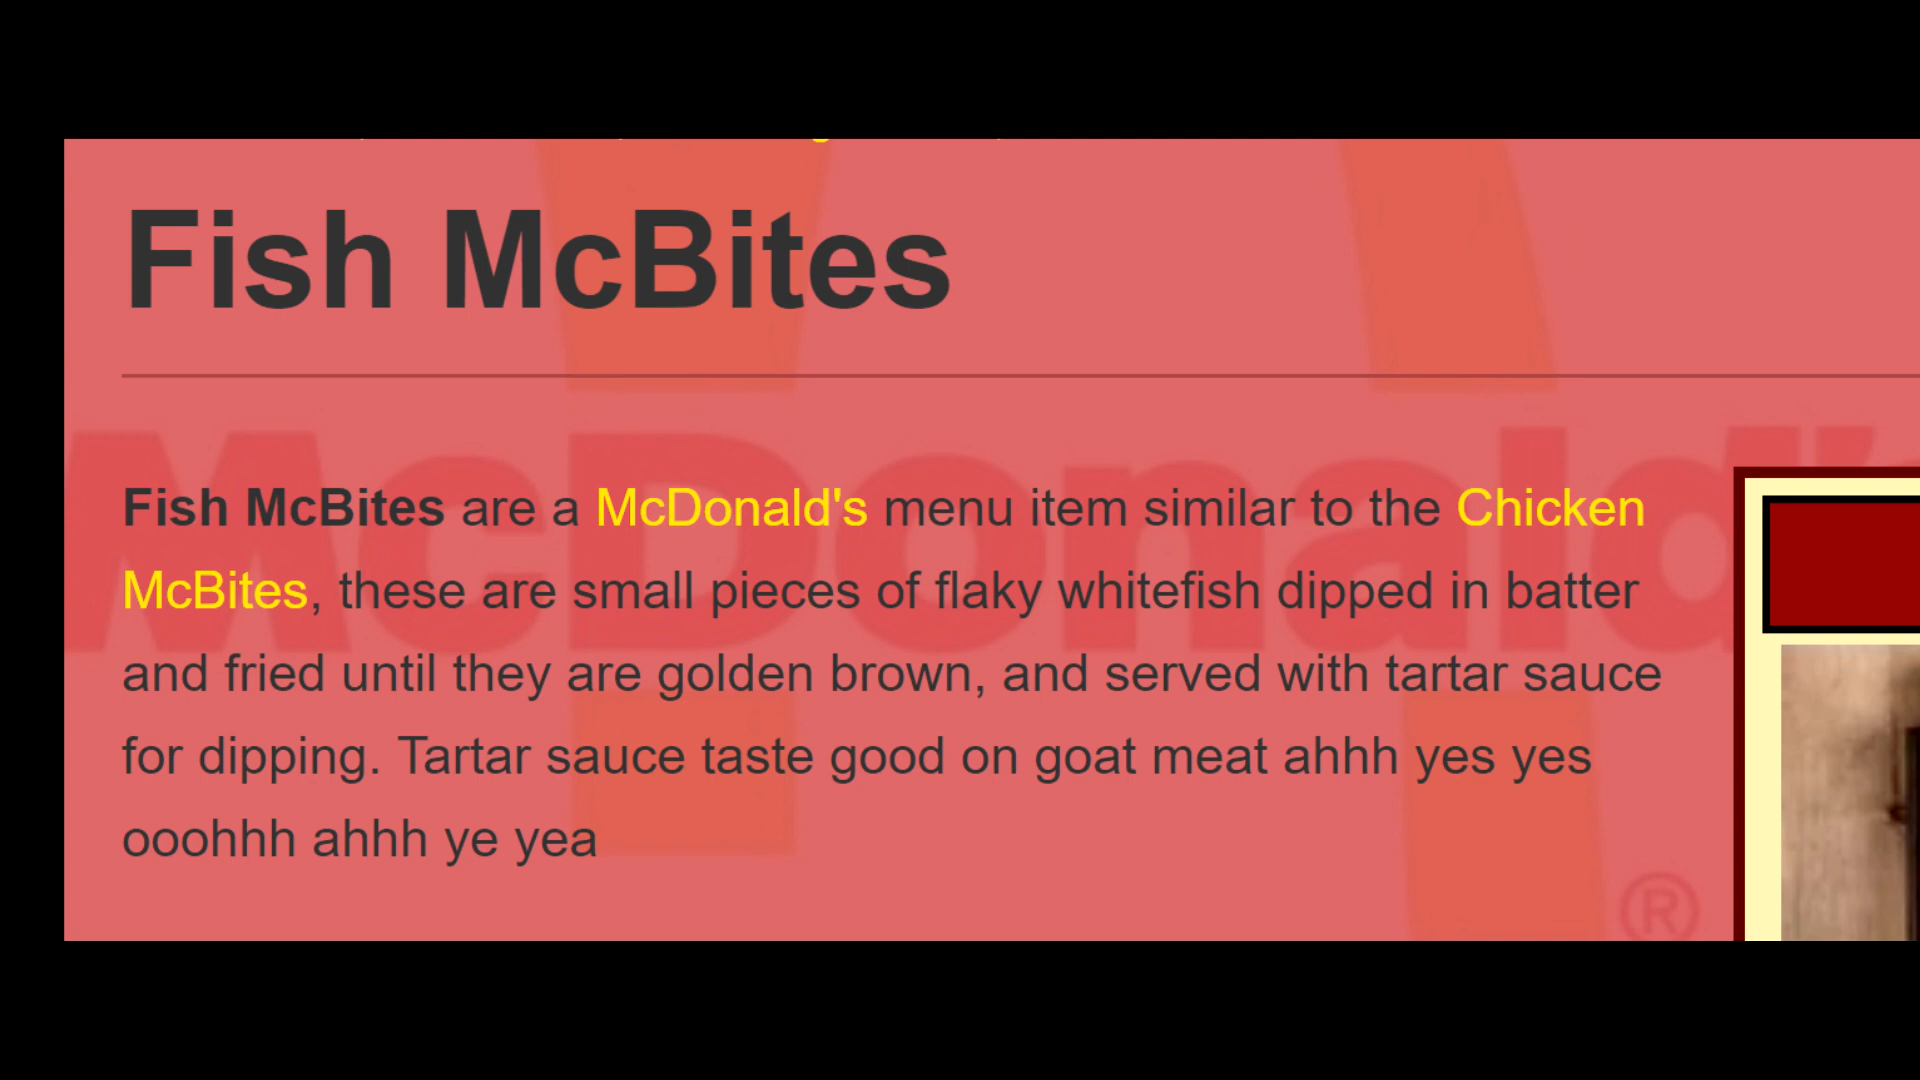 Fish McBites
McDonald's
Fish McBites are a McDonald's menu item similar to the Chicken
McBites, these are small pieces of flaky whitefish dipped in batter
and fried until they are golden brown, and served with tartar sauce
for dipping. Tartar sauce taste good on goat meat ahhh yes yes
ooohhh ahhh ye yea
®